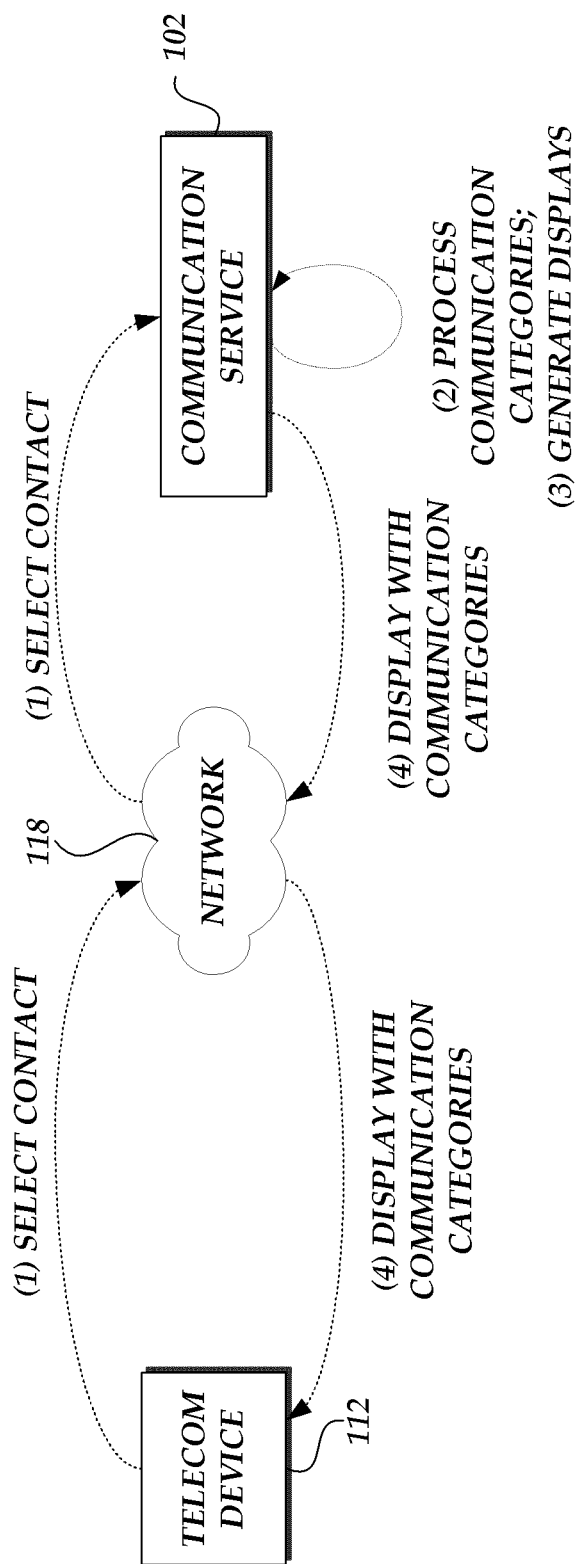 (1) SELECT CONTACT
(1) SELECT CONTACT
118
102
TELECOM
DEVICE
112
NETWORK
COMMUNICATION
SERVICE
(4) DISPLAY WITH
COMMUNICATION
CATEGORIES
(4) DISPLAY WITH
COMMUNICATION
CATEGORIES
(2) PROCESS
COMMUNICATION
CATEGORIES;
(3) GENERATE DISPLAYS